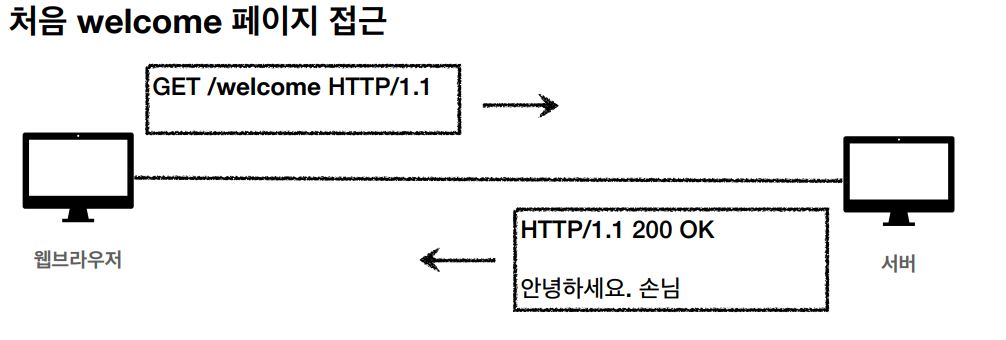 처음 welcome 페이지 접근
GET /welcome HTTP/1.1
웹브라우저
HTTP/1.1 200 OK
안녕하세요. 손님
서버